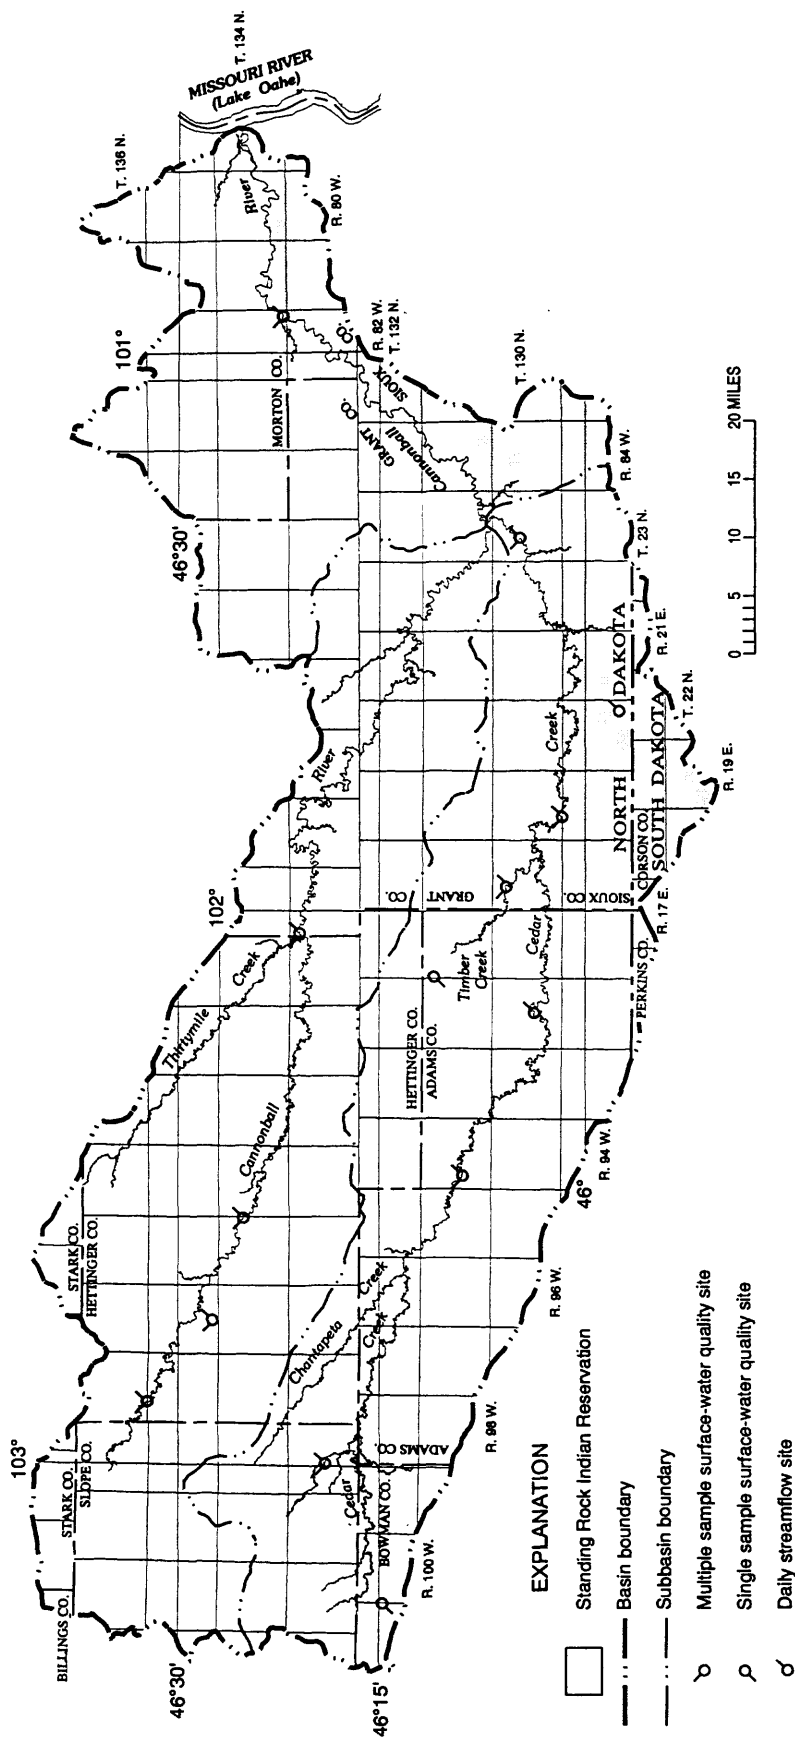 103°
102°
101°
46°30'
46°30'
46°15'
46°
BILLINGS CO.
STARK CO.
SLOPE CO.
STARK CO.
HETTINGER CO.
T. 136 N.
T. 134 N.
MISSOURI RIVER
(Lake Oahe)
River
R. 80 W.
MORTON CO.
CO.
SIOUX
GRANT
CO.
R. 82 W.
T. 132 N.
Cannonball
T. 130 N.
R. 84 W.
T. 23 N.
R. 21 E.
T. 22 N.
R. 19 E.
R. 17 E.
Thirtymile
Creek
River
Cannonball
Chantapeta
Creek
Creek
Cedar
Timber
Creek
Cedar
Creek
GRANT
CO.
SIOUX CO.
HETTINGER CO.
ADAMS CO.
ADAMS CO.
BOWMAN CO.
NORTH DAKOTA
SOUTH DAKOTA
CORSON CO.
PERKINS CO.
R. 94 W.
R. 96 W.
R. 98 W.
R. 100 W.
0 5 10 15 20 MILES
EXPLANATION
Standing Rock Indian Reservation
Basin boundary
Subbasin boundary
Multiple sample surface-water quality site
Single sample surface-water quality site
Daily streamflow site